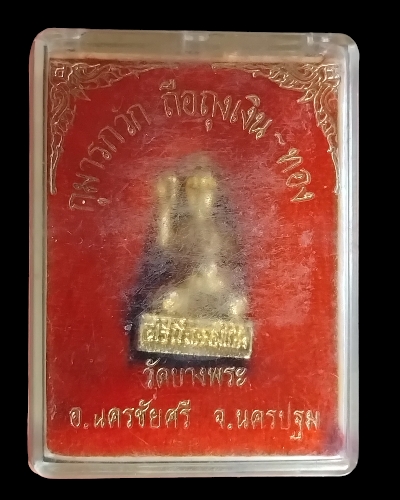 กุมารกวัก ถือถุงเงิน - ทอง
วัดบางพระ
อ.นครชัยศรี จ.นครปฐม